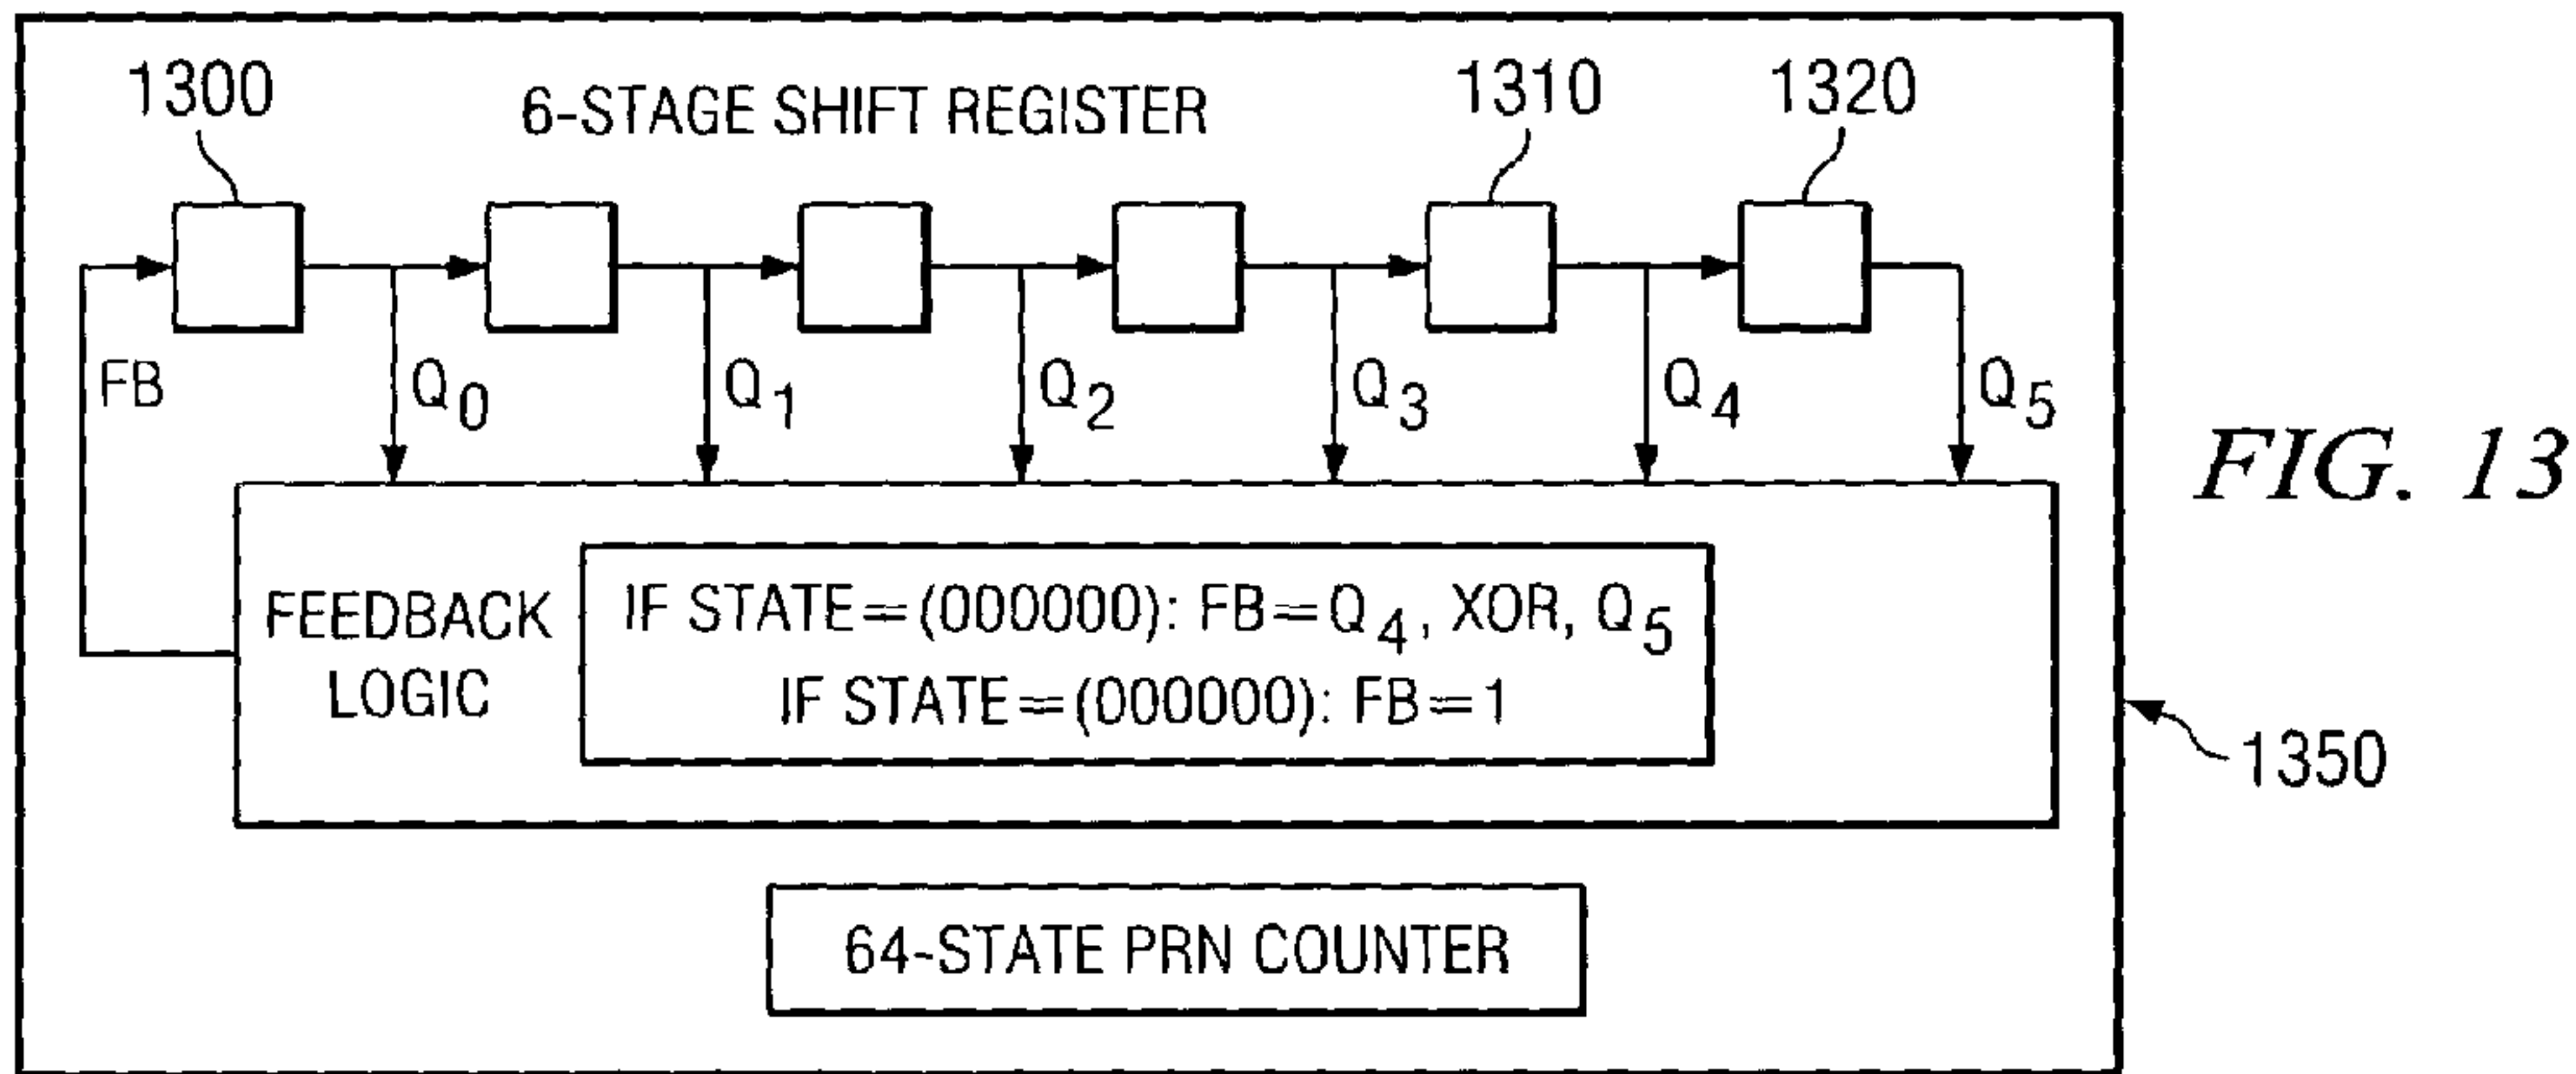 1300
6-STAGE SHIFT REGISTER
1310
1320
FB
Q0
Q1
Q2
Q3
Q4
Q5
FEEDBACK
LOGIC
IF STATE=(000000): FB=Q4, XOR, Q5
IF STATE=(000000): FB=1
1350
64-STATE PRN COUNTER
FIG. 13